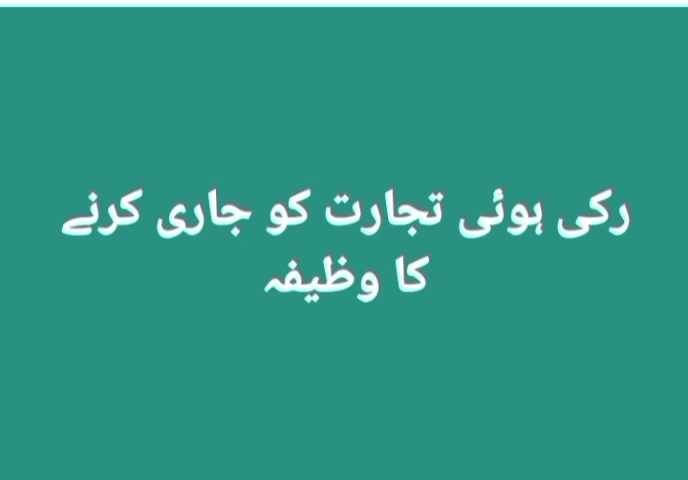 رکی ہوئی تجارت کو جاری کرنے
کا وظیفہ